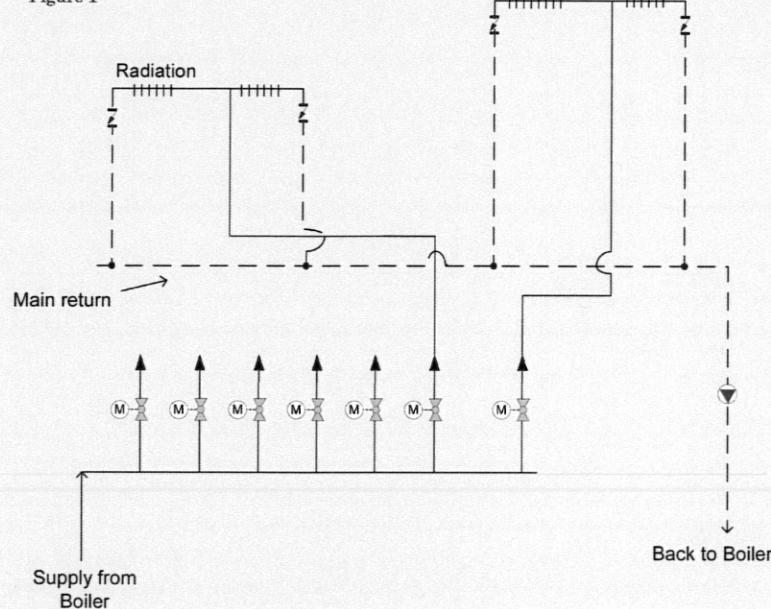 Figure 1
Radiation
Main return
M M M M M M M
Supply from
Boiler
Back to Boiler